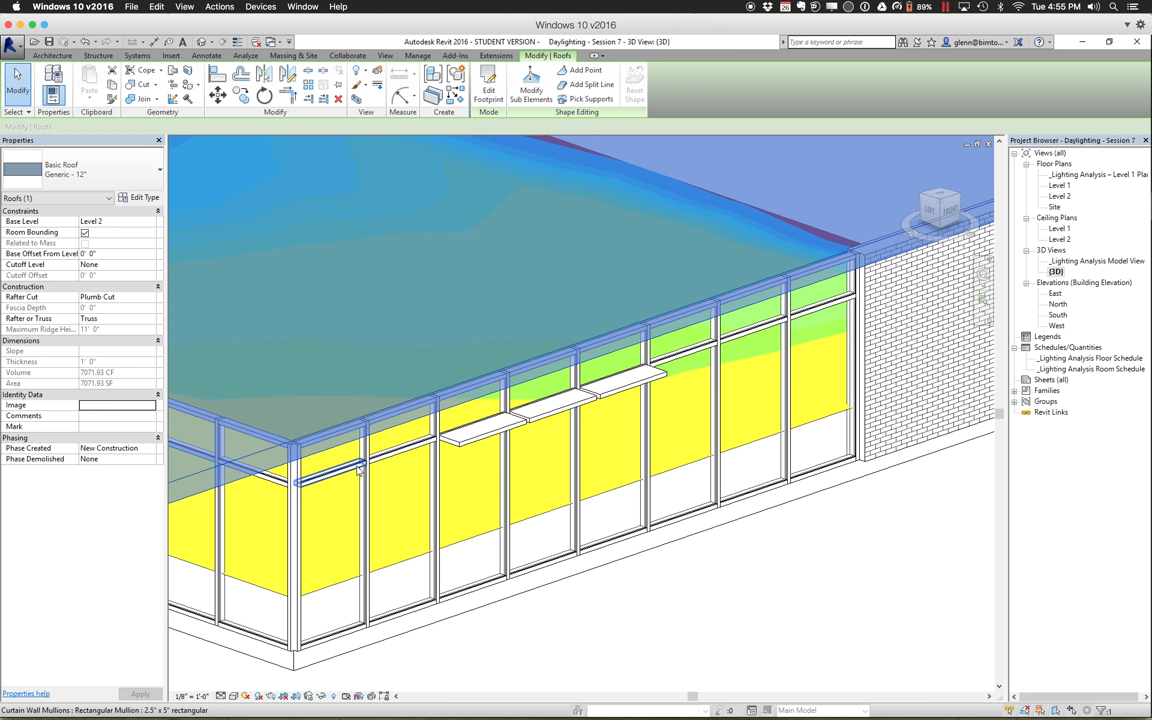 Windows 10 v2016 File Edit View Actions Devices Window Help 26 89% Tue 4:55 PM
Windows 10 v2016
Autodesk Revit 2016 - STUDENT VERSION - Daylighting - Session 7 - 3D View: {3D}
Type a keyword or phrase
glenn@bimto...
Architecture Structure Systems Insert Annotate Analyze Massing & Site Collaborate View Manage Add-Ins Extensions Modify | Roofs
Modify Paste Cope Cut Join Edit Footprint Modify Sub Elements Add Point Add Split Line Pick Supports Reset Shape
Select Properties Clipboard Geometry Modify View Measure Create Mode Shape Editing
Modify | Roofs
Properties
Basic Roof
Generic - 12"
Roofs (1) Edit Type
Constraints
Base Level Level 2
Room Bounding
Related to Mass
Base Offset From Level 0' 0"
Cutoff Level None
Cutoff Offset 0' 0"
Construction
Rafter Cut Plumb Cut
Fascia Depth 0' 0"
Rafter or Truss Truss
Maximum Ridge Hei... 11' 0"
Dimensions
Slope
Thickness 1' 0"
Volume 7071.93 CF
Area 7071.93 SF
Identity Data
Image
Comments
Mark
Phasing
Phase Created New Construction
Phase Demolished None
Properties help Apply
LEFT FRONT
Project Browser - Daylighting - Session 7
Views (all)
Floor Plans
_Lighting Analysis – Level 1 Pla
Level 1
Level 2
Site
Ceiling Plans
Level 1
Level 2
3D Views
_Lighting Analysis Model View
{3D}
Elevations (Building Elevation)
East
North
South
West
Legends
Schedules/Quantities
_Lighting Analysis Floor Schedule
_Lighting Analysis Room Schedule
Sheets (all)
Families
Groups
Revit Links
1/8" = 1'-0"
Curtain Wall Mullions : Rectangular Mullion : 2.5" x 5" rectangular
:0 Main Model :1